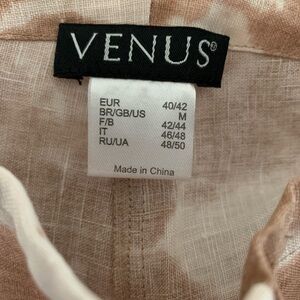 VENUS®
EUR 40/42
BR/GB/US M
F/B 42/44
IT 46/48
RU/UA 48/50
Made in China